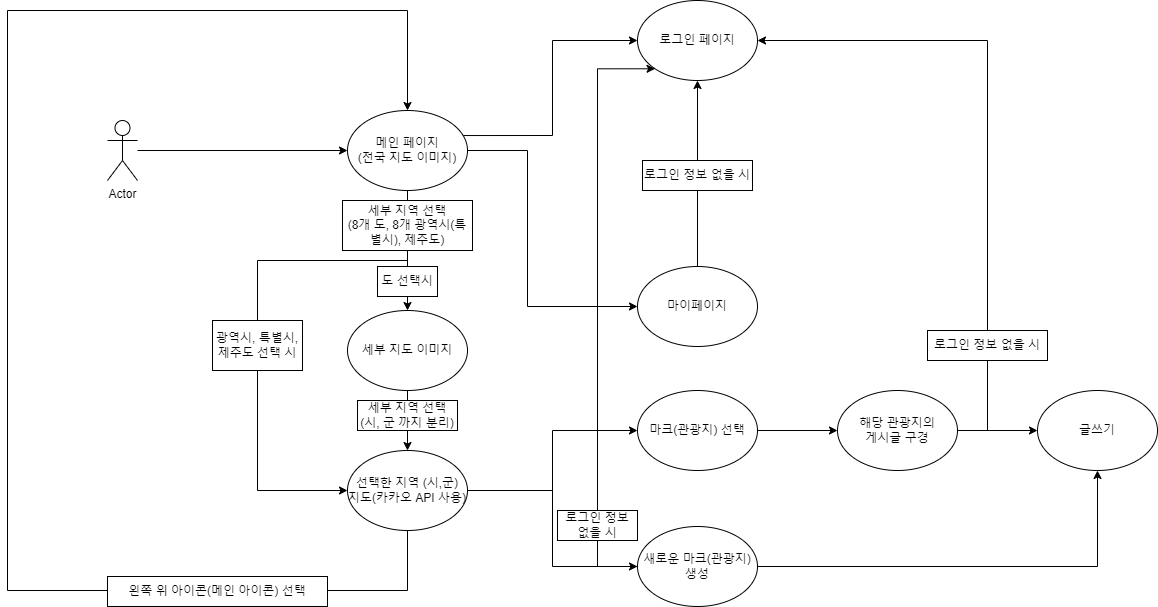 로그인 페이지
메인 페이지
(전국 지도 이미지)
Actor
로그인 정보 없을 시
세부 지역 선택
(8개 도, 8개 광역시(특
별시), 제주도)
도 선택시
마이페이지
광역시, 특별시,
제주도 선택 시
세부 지도 이미지
로그인 정보 없을 시
세부 지역 선택
(시, 군 까지 분리)
마크(관광지) 선택
해당 관광지의
게시글 구경
글쓰기
선택한 지역 (시,군)
지도(카카오 API 사용)
로그인 정보
없을 시
새로운 마크(관광지)
생성
왼쪽 위 아이콘(메인 아이콘) 선택